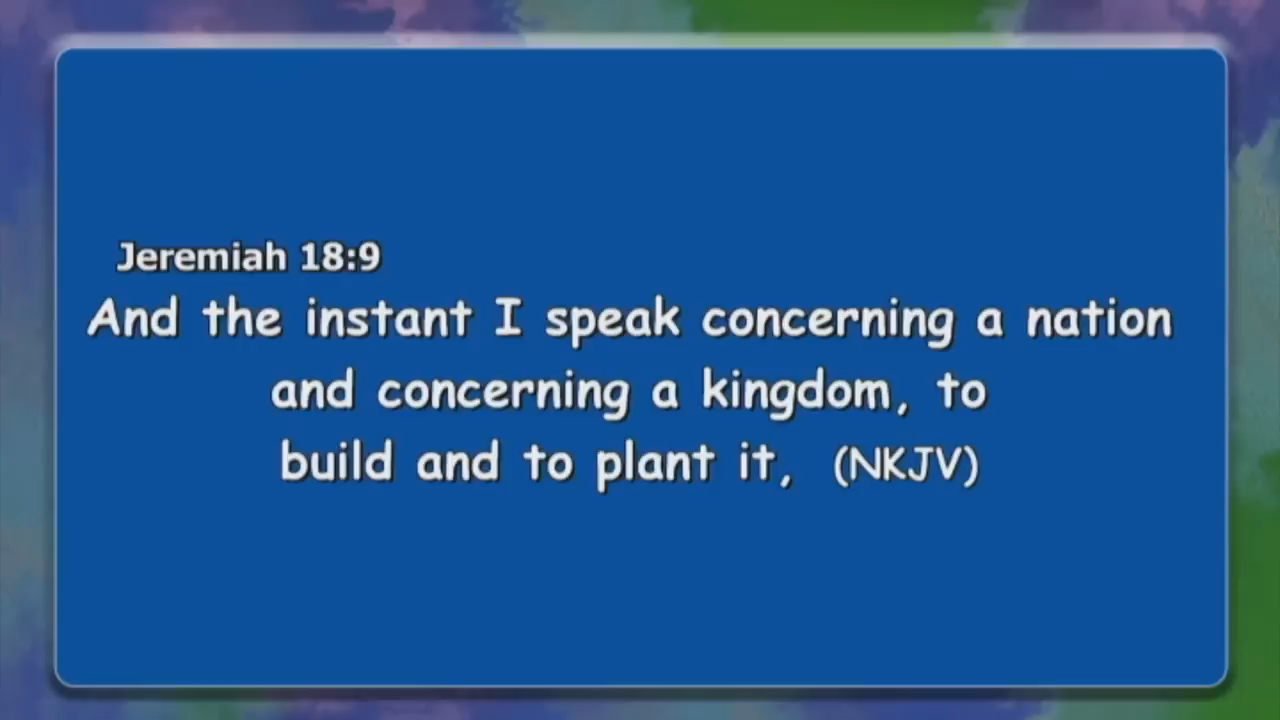 Jeremiah 18:9
And the instant I speak concerning a nation
and concerning a kingdom, to
build and to plant it, (NKJV)